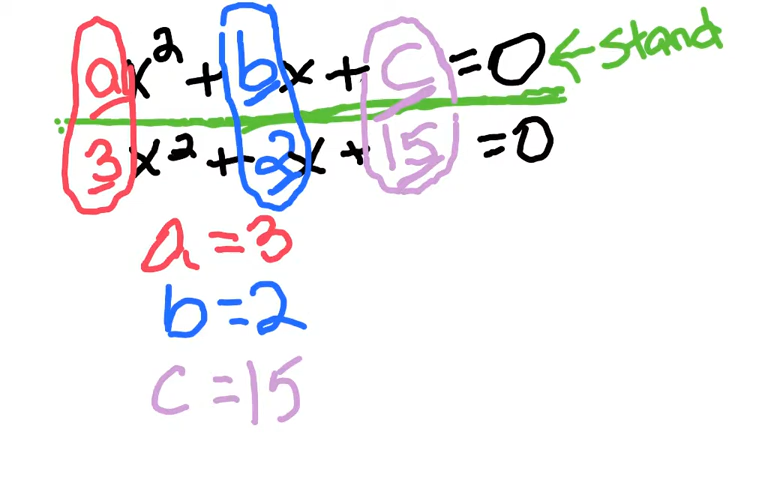 ax² + bx + c = 0 ← stand
3x² + 2x + 15 = 0
a = 3
b = 2
c = 15